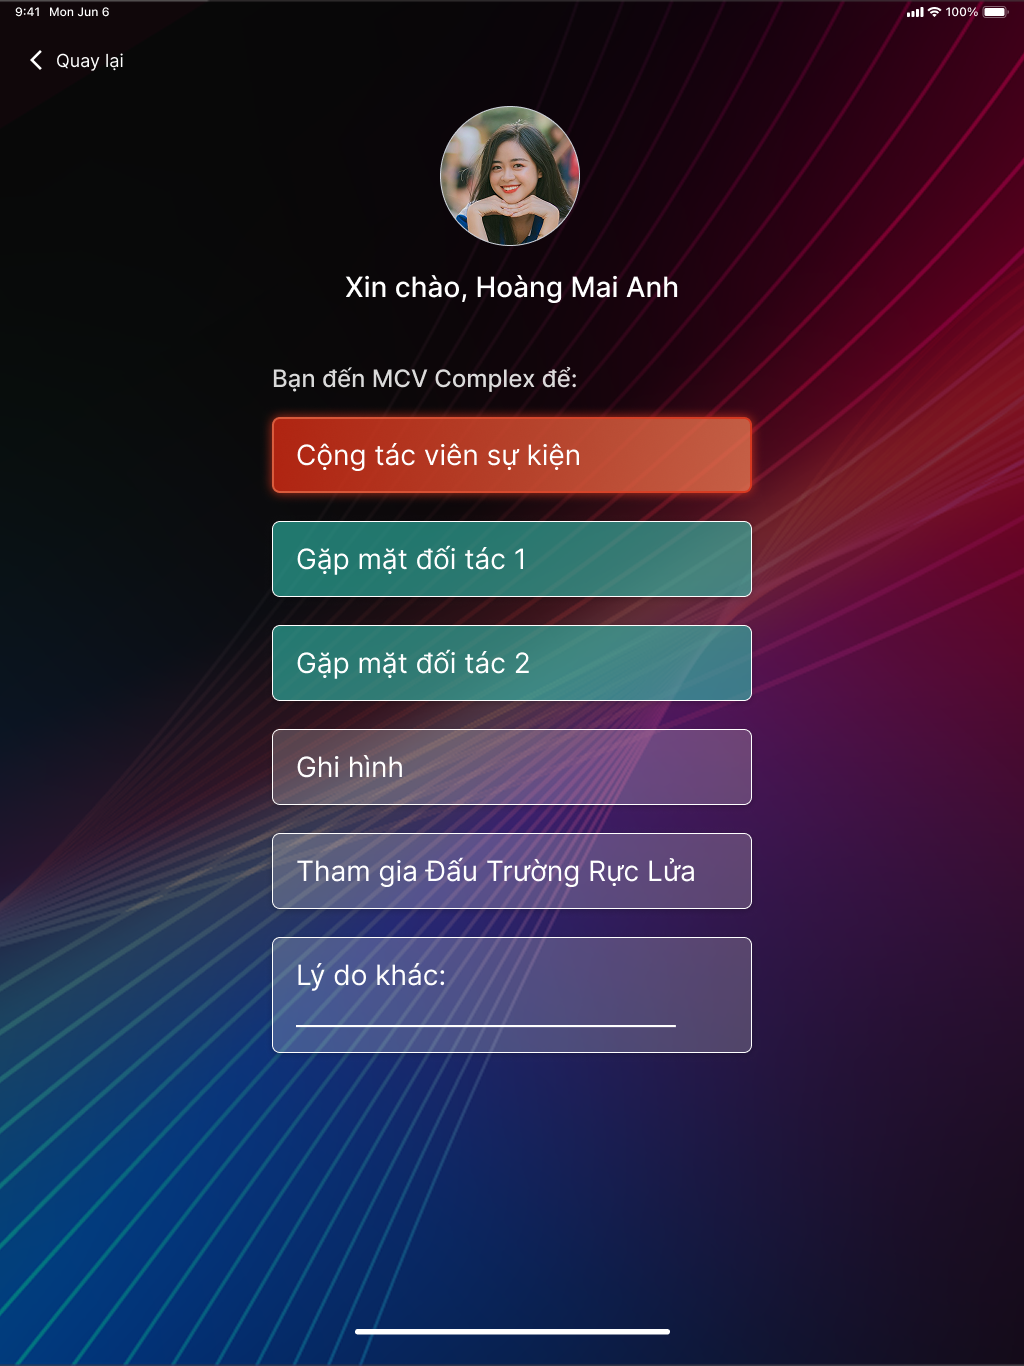 9:41 Mon Jun 6 100%
Quay lại
Xin chào, Hoàng Mai Anh
Bạn đến MCV Complex để:
Cộng tác viên sự kiện
Gặp mặt đối tác 1
Gặp mặt đối tác 2
Ghi hình
Tham gia Đấu Trường Rực Lửa
Lý do khác: